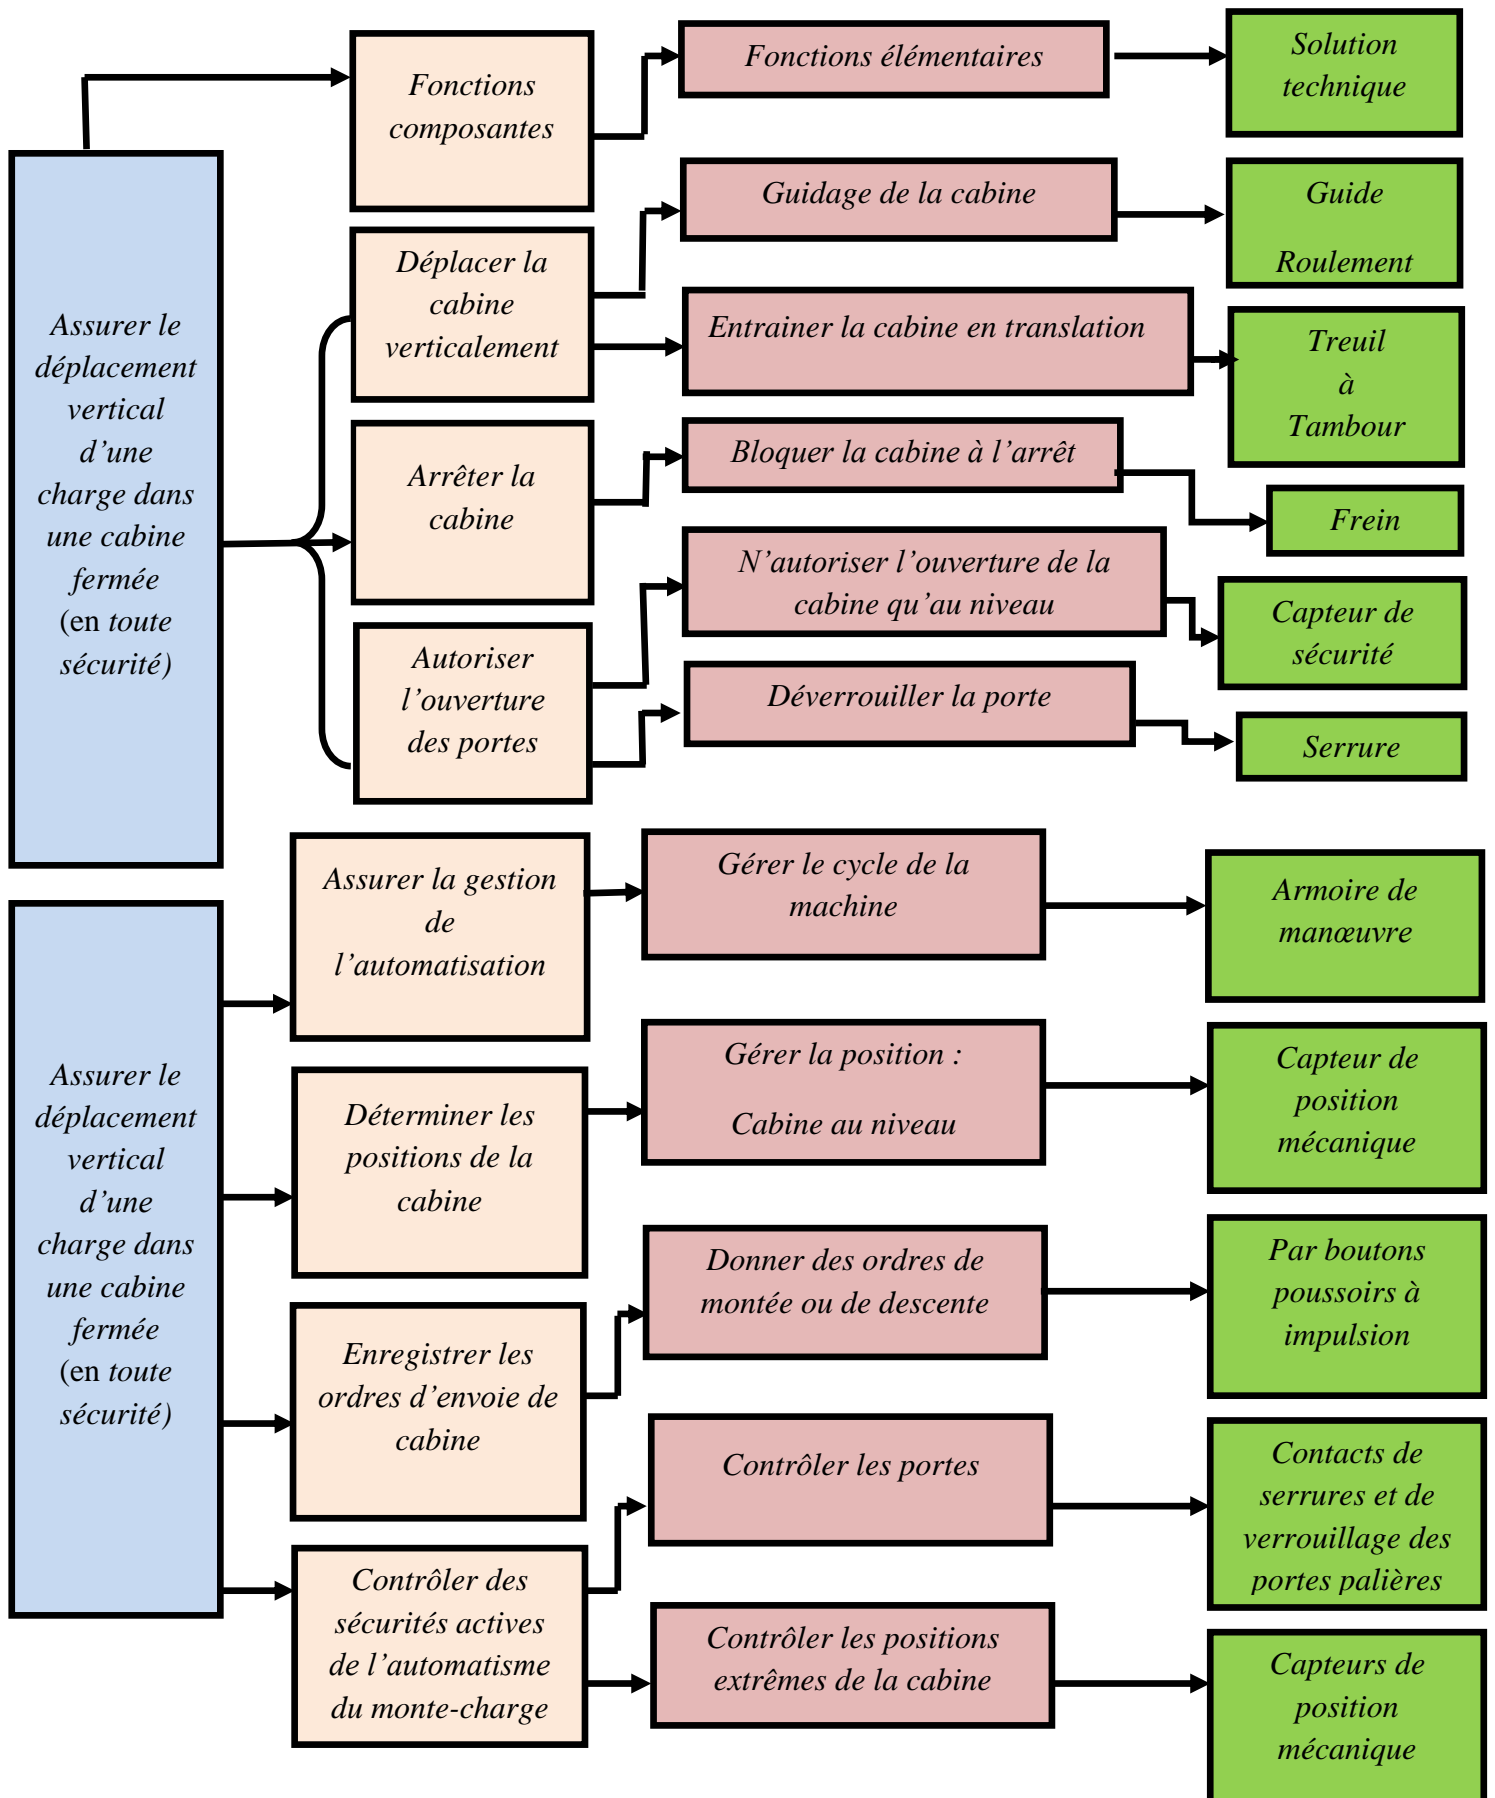 Fonctions
composantes
Fonctions élémentaires
Solution
technique
Assurer le
déplacement
vertical
d’une
charge dans
une cabine
fermée
(en toute
sécurité)
Déplacer la
cabine
verticalement
Guidage de la cabine
Guide
Roulement
Entrainer la cabine en translation
Treuil
à
Tambour
Arrêter la
cabine
Bloquer la cabine à l’arrêt
Frein
Autoriser
l’ouverture
des portes
N’autoriser l’ouverture de la
cabine qu’au niveau
Capteur de
sécurité
Déverrouiller la porte
Serrure
Assurer le
déplacement
vertical
d’une
charge dans
une cabine
fermée
(en toute
sécurité)
Assurer la gestion
de
l’automatisation
Gérer le cycle de la
machine
Armoire de
manœuvre
Déterminer les
positions de la
cabine
Gérer la position :
Cabine au niveau
Capteur de
position
mécanique
Enregistrer les
ordres d’envoie de
cabine
Donner des ordres de
montée ou de descente
Par boutons
poussoirs à
impulsion
Contrôler des
sécurités actives
de l’automatisme
du monte-charge
Contrôler les portes
Contacts de
serrures et de
verrouillage des
portes palières
Contrôler les positions
extrêmes de la cabine
Capteurs de
position
mécanique